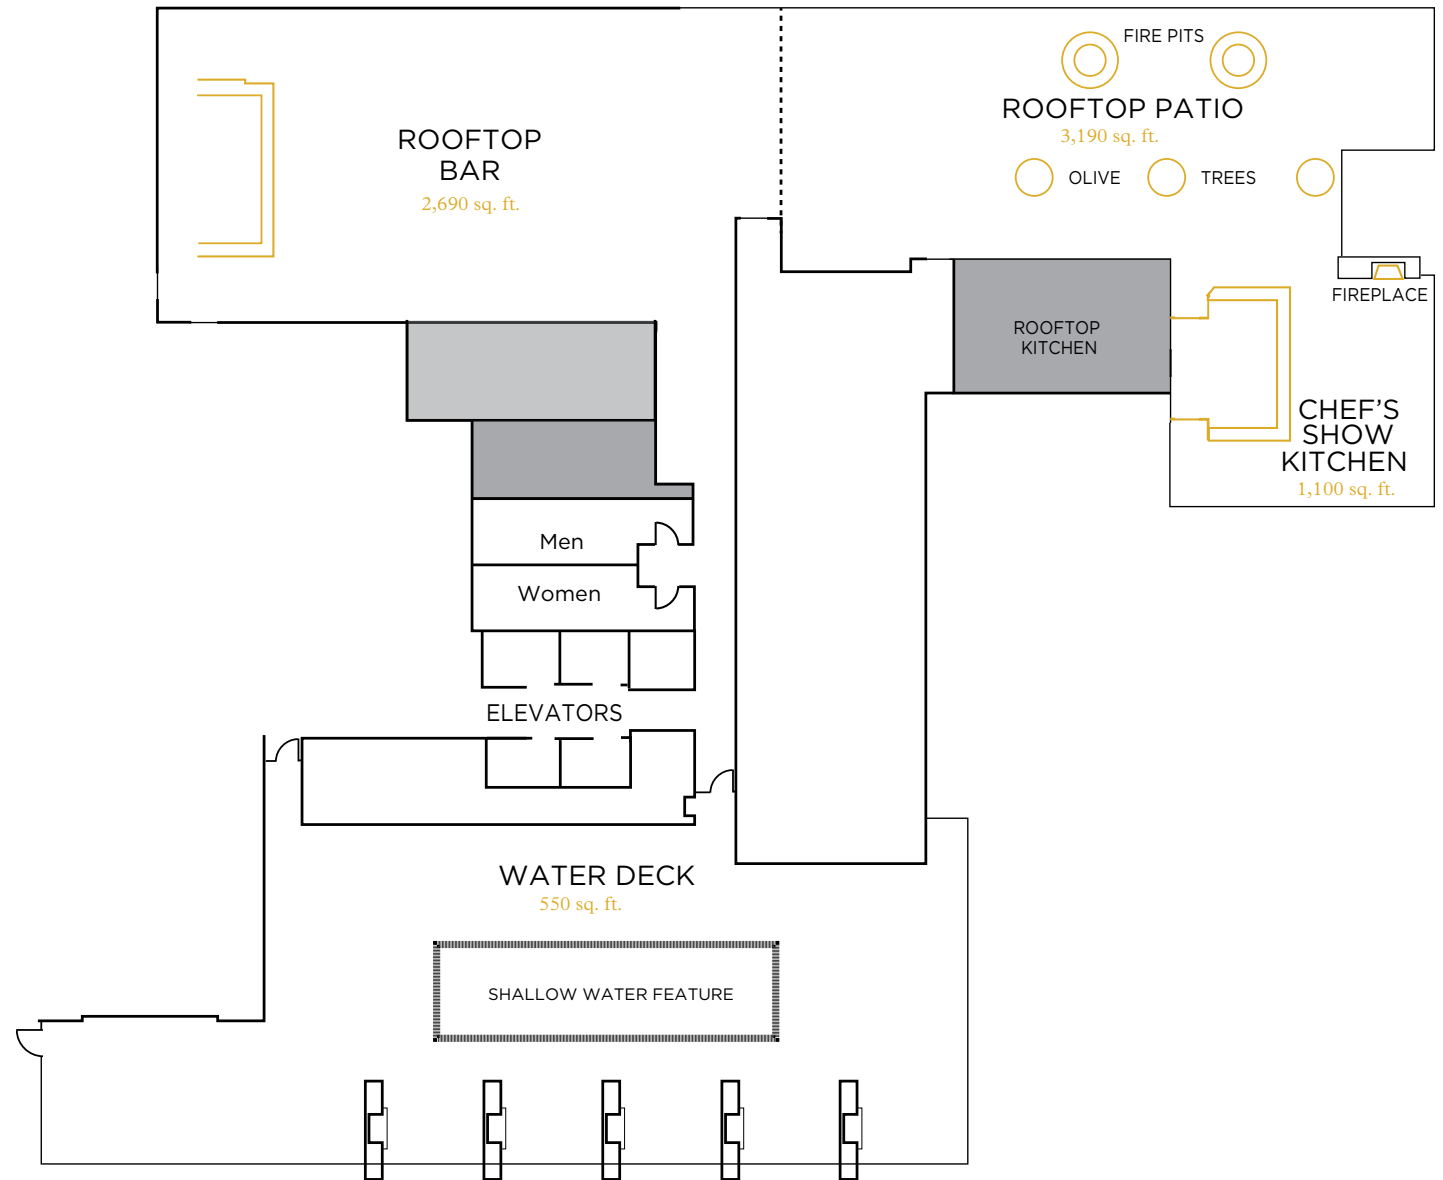 FIRE PITS
ROOFTOP PATIO
3,190 sq. ft.
OLIVE TREES
ROOFTOP
BAR
2,690 sq. ft.
FIREPLACE
ROOFTOP
KITCHEN
CHEF'S
SHOW
KITCHEN
1,100 sq. ft.
Men
Women
ELEVATORS
WATER DECK
550 sq. ft.
SHALLOW WATER FEATURE